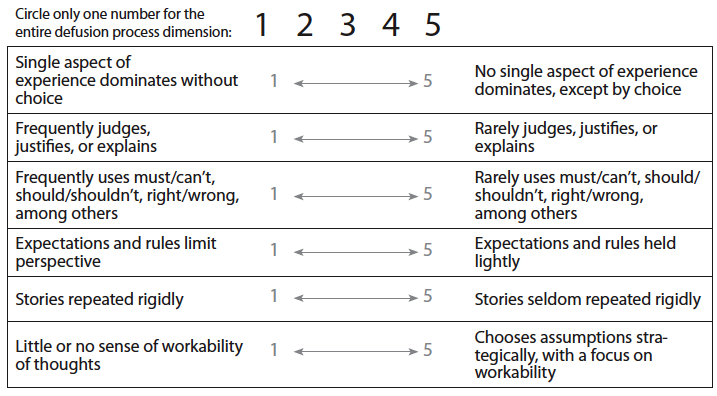 Circle only one number for the
entire defusion process dimension: 1 2 3 4 5
Single aspect of
experience dominates without
choice
1 5
No single aspect of experience
dominates, except by choice
Frequently judges,
justifies, or explains
1 5
Rarely judges, justifies, or
explains
Frequently uses must/can’t,
should/shouldn’t, right/wrong,
among others
1 5
Rarely uses must/can’t, should/
shouldn’t, right/wrong,
among others
Expectations and rules limit
perspective
1 5
Expectations and rules held
lightly
Stories repeated rigidly
1 5
Stories seldom repeated rigidly
Little or no sense of workability
of thoughts
1 5
Chooses assumptions stra-
tegically, with a focus on
workability